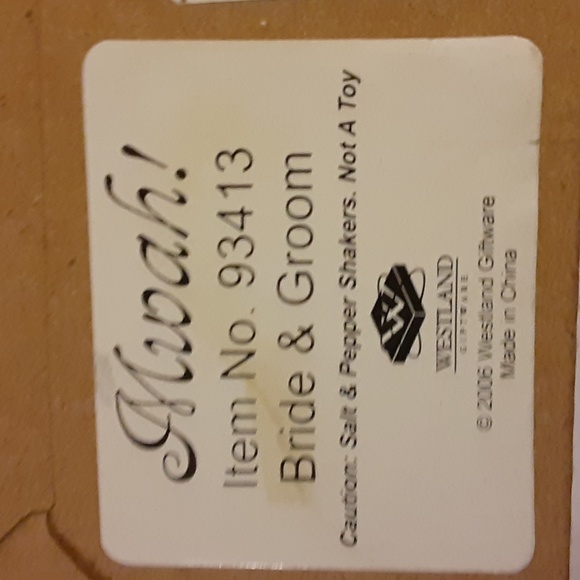 Mwah!
Item No. 93413
Bride & Groom
Caution: Salt & Pepper Shakers. Not A Toy
W
WESTLAND
GIFTWARE
© 2006 Westland Giftware
Made in China